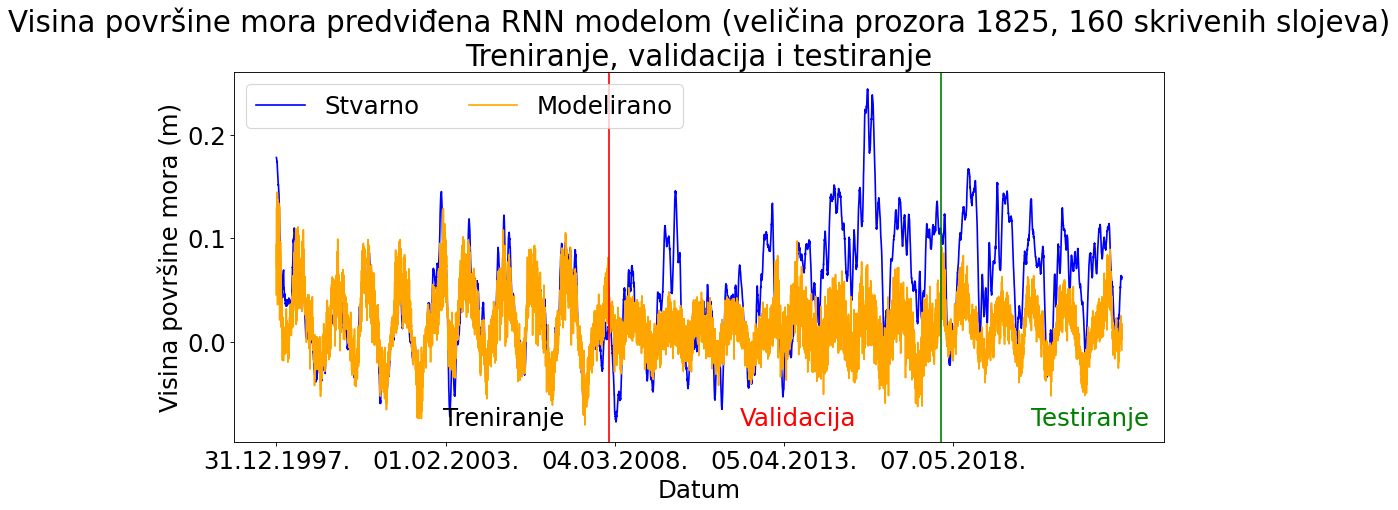 Visina površine mora predviđena RNN modelom (veličina prozora 1825, 160 skrivenih slojeva)
Treniranje, validacija i testiranje
Stvarno
Modelirano
Visina površine mora (m)
0.2
0.1
0.0
Treniranje
Validacija
Testiranje
31.12.1997.
01.02.2003.
04.03.2008.
05.04.2013.
07.05.2018.
Datum